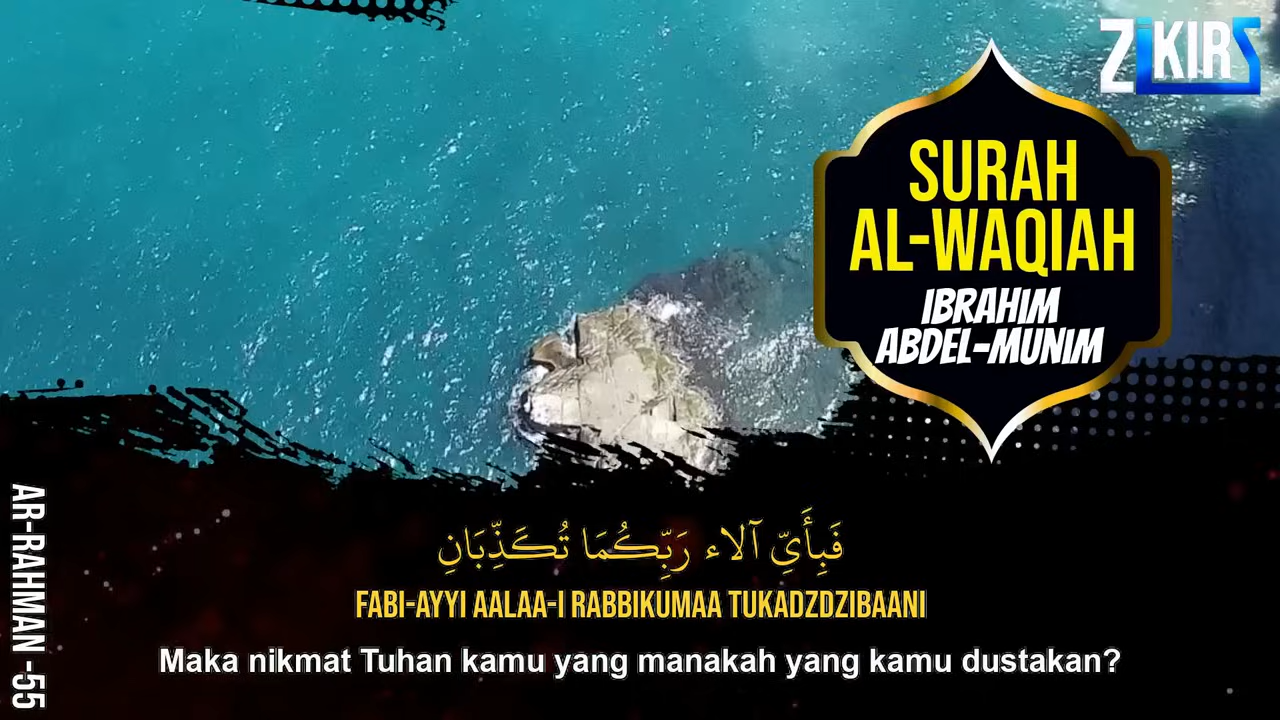 ZIKIRS
SURAH
AL-WAQIAH
IBRAHIM
ABDEL-MUNIM
فَبِأَيِّ آلَاء رَبِّكُمَا تُكَذِّبَانِ
FABI-AYYI AALAA-I RABBIKUMAA TUKADZDZIBAANI
Maka nikmat Tuhan kamu yang manakah yang kamu dustakan?
AR-RAHMAN -55